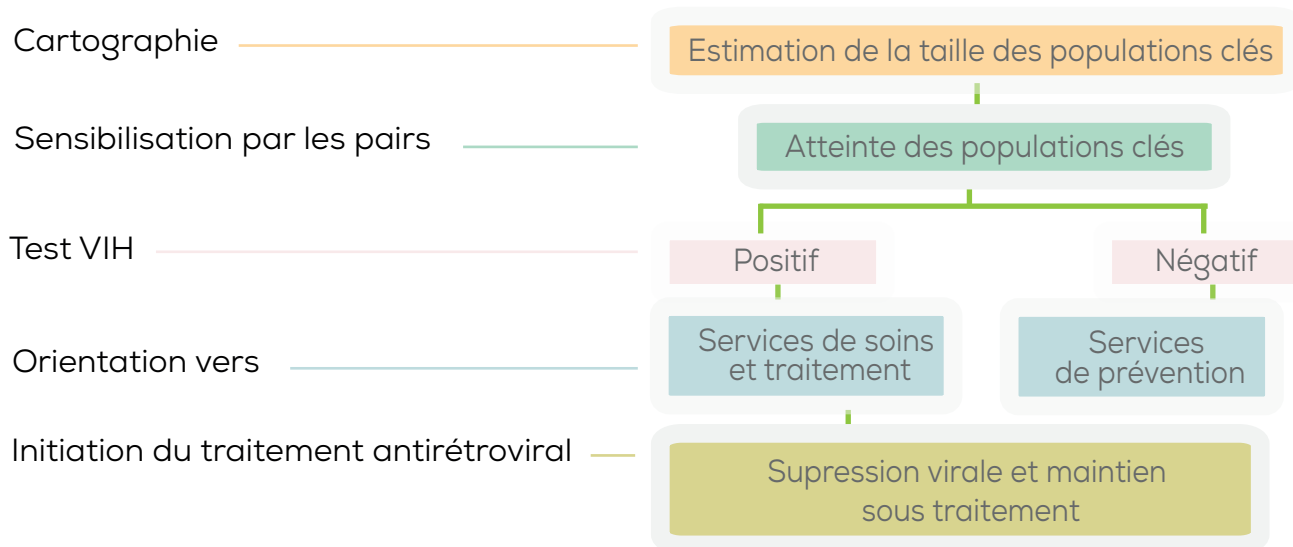 Cartographie
Estimation de la taille des populations clés
Sensibilisation par les pairs
Atteinte des populations clés
Test VIH
Positif
Négatif
Orientation vers
Services de soins
et traitement
Services
de prévention
Initiation du traitement antirétroviral
Supression virale et maintien
sous traitement